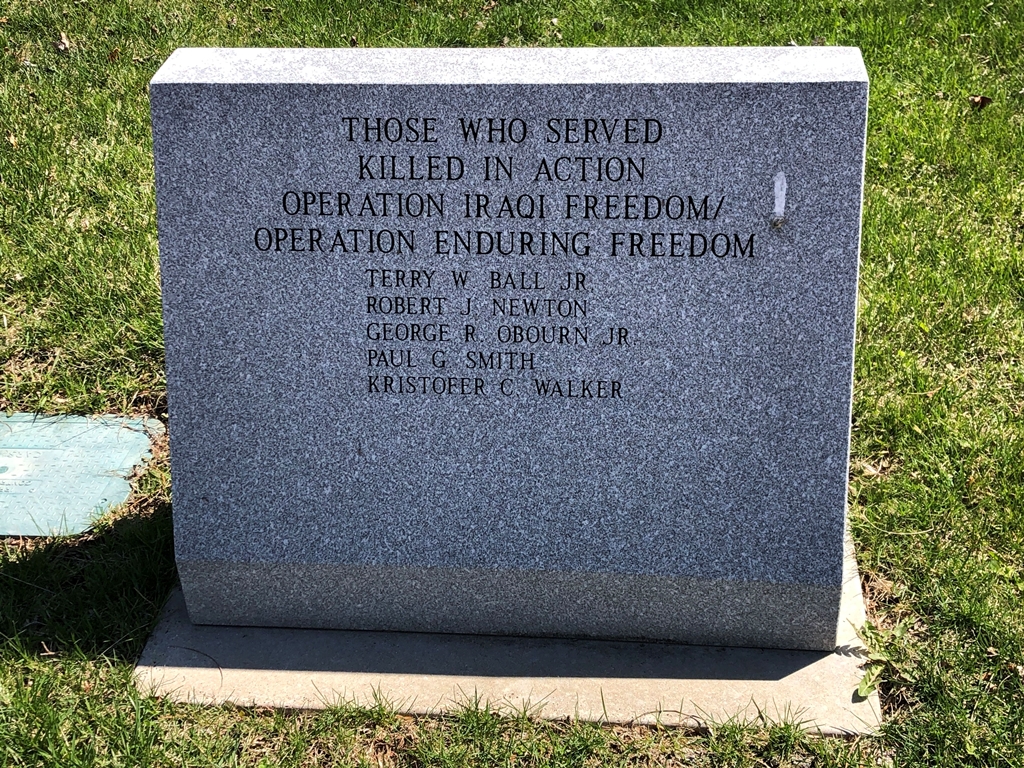 THOSE WHO SERVED
KILLED IN ACTION
OPERATION IRAQI FREEDOM/
OPERATION ENDURING FREEDOM
TERRY W. BALL JR.
ROBERT J. NEWTON
GEORGE R. OBOURN JR.
PAUL G. SMITH
KRISTOFER C. WALKER